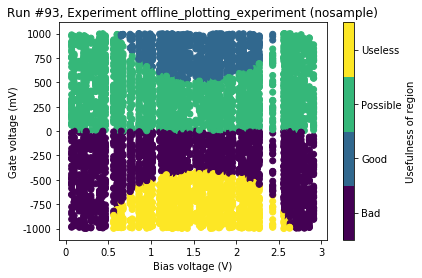 Run #93, Experiment offline_plotting_experiment (nosample)
1000
750
500
250
0
-250
-500
-750
-1000
Gate voltage (mV)
0
0.5
1
1.5
2
2.5
3
Bias voltage (V)
Useless
Possible
Good
Bad
Usefulness of region